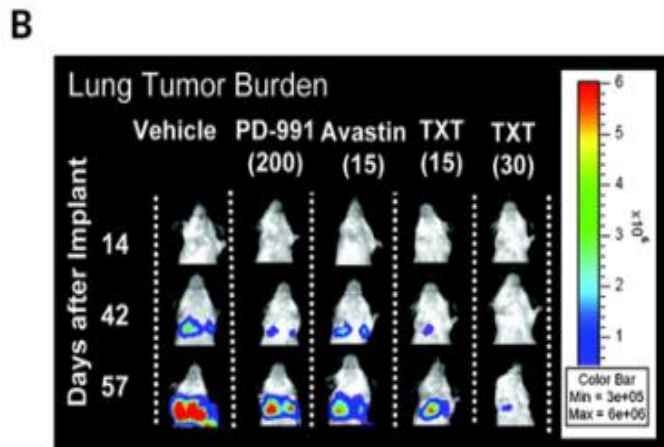 B
Lung Tumor Burden
Vehicle PD-991 Avastin TXT TXT
(200) (15) (15) (30)
Days after Implant
14
42
57
6
5
4
3
2
1
x10⁶
Color Bar
Min = 3e+05
Max = 6e+06